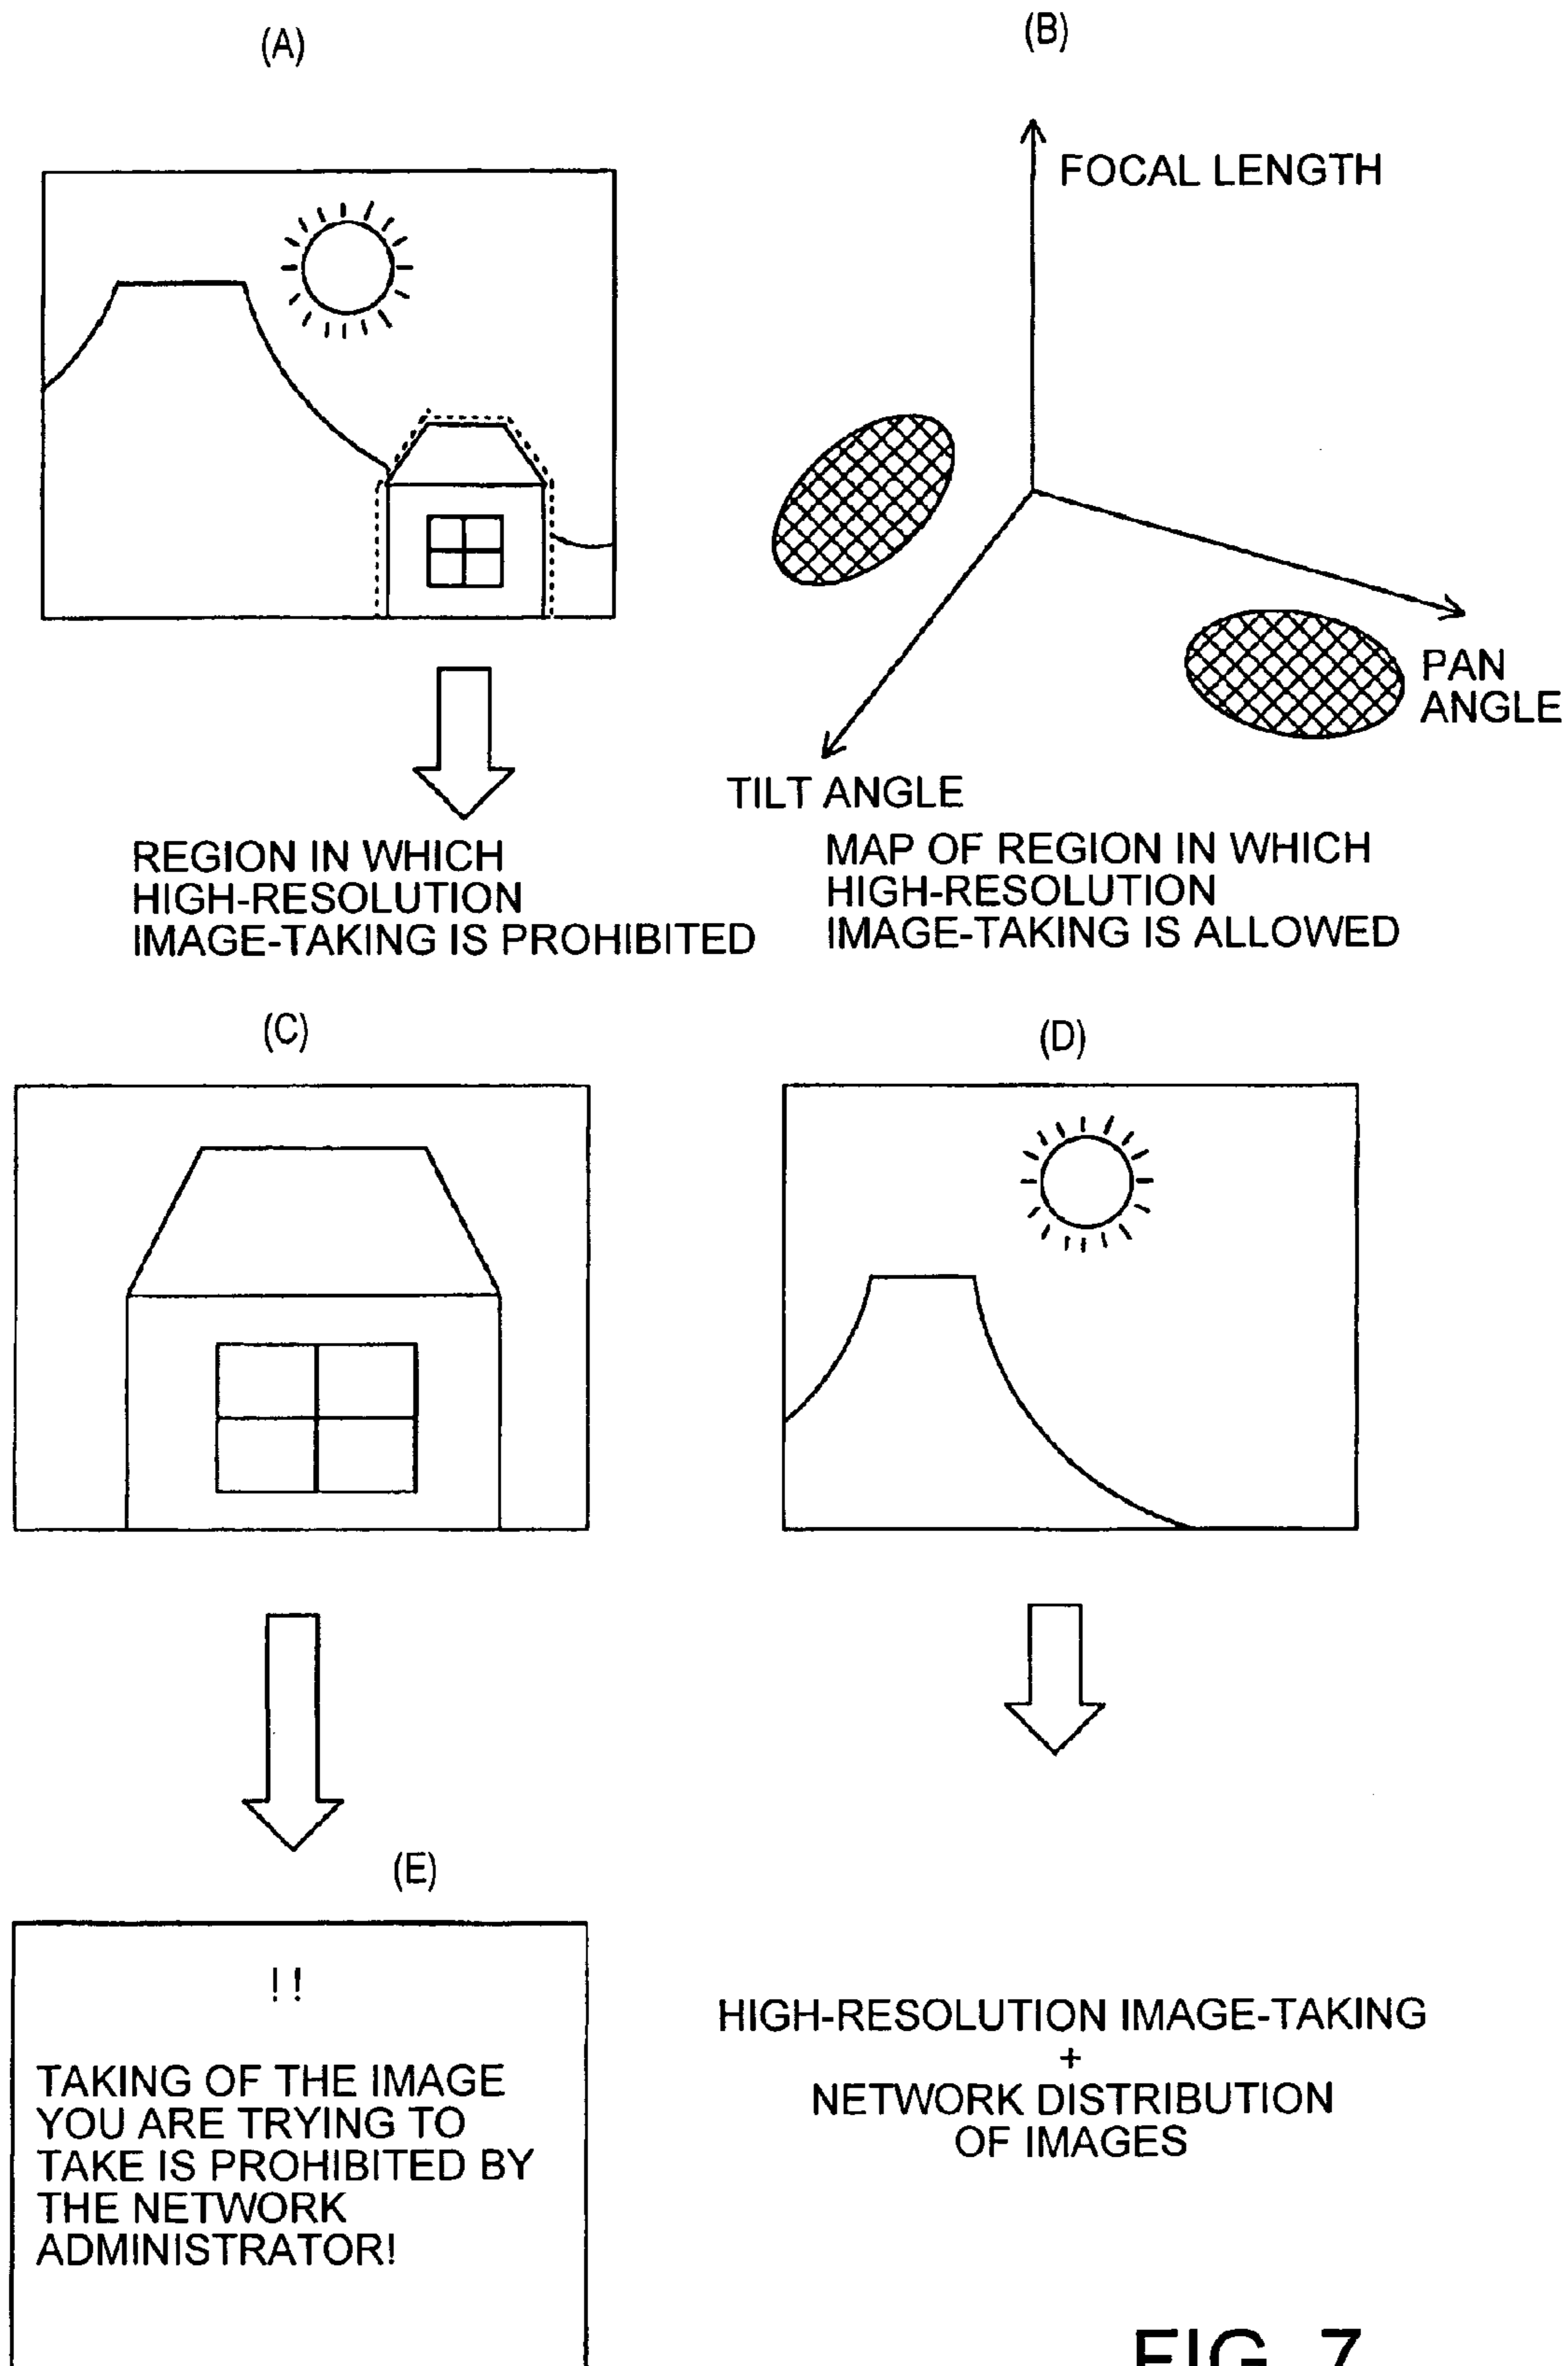 (A)
(B)
FOCAL LENGTH
PAN
ANGLE
TILT ANGLE
REGION IN WHICH
HIGH-RESOLUTION
IMAGE-TAKING IS PROHIBITED
MAP OF REGION IN WHICH
HIGH-RESOLUTION
IMAGE-TAKING IS ALLOWED
(C)
(D)
(E)
!!
TAKING OF THE IMAGE
YOU ARE TRYING TO
TAKE IS PROHIBITED BY
THE NETWORK
ADMINISTRATOR!
HIGH-RESOLUTION IMAGE-TAKING
+
NETWORK DISTRIBUTION
OF IMAGES
FIG. 7